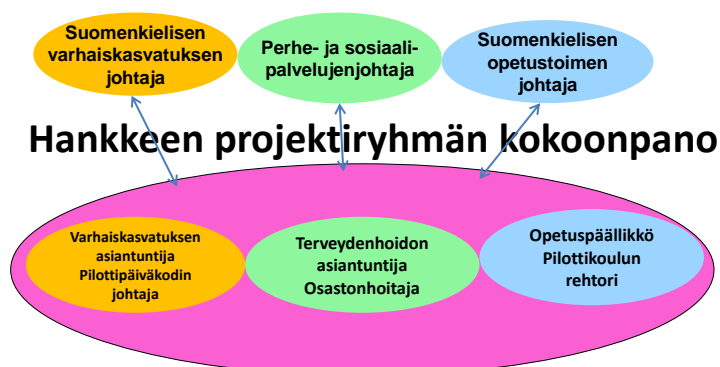 Suomenkielisen
varhaiskasvatuksen
johtaja
Perhe- ja sosiaali-
palvelujenjohtaja
Suomenkielisen
opetustoimen
johtaja
Hankkeen projektiryhmän kokoonpano
Varhaiskasvatuksen
asiantuntija
Pilottipäiväkodin
johtaja
Terveydenhoidon
asiantuntija
Osastonhoitaja
Opetuspäällikkö
Pilottikoulun
rehtori